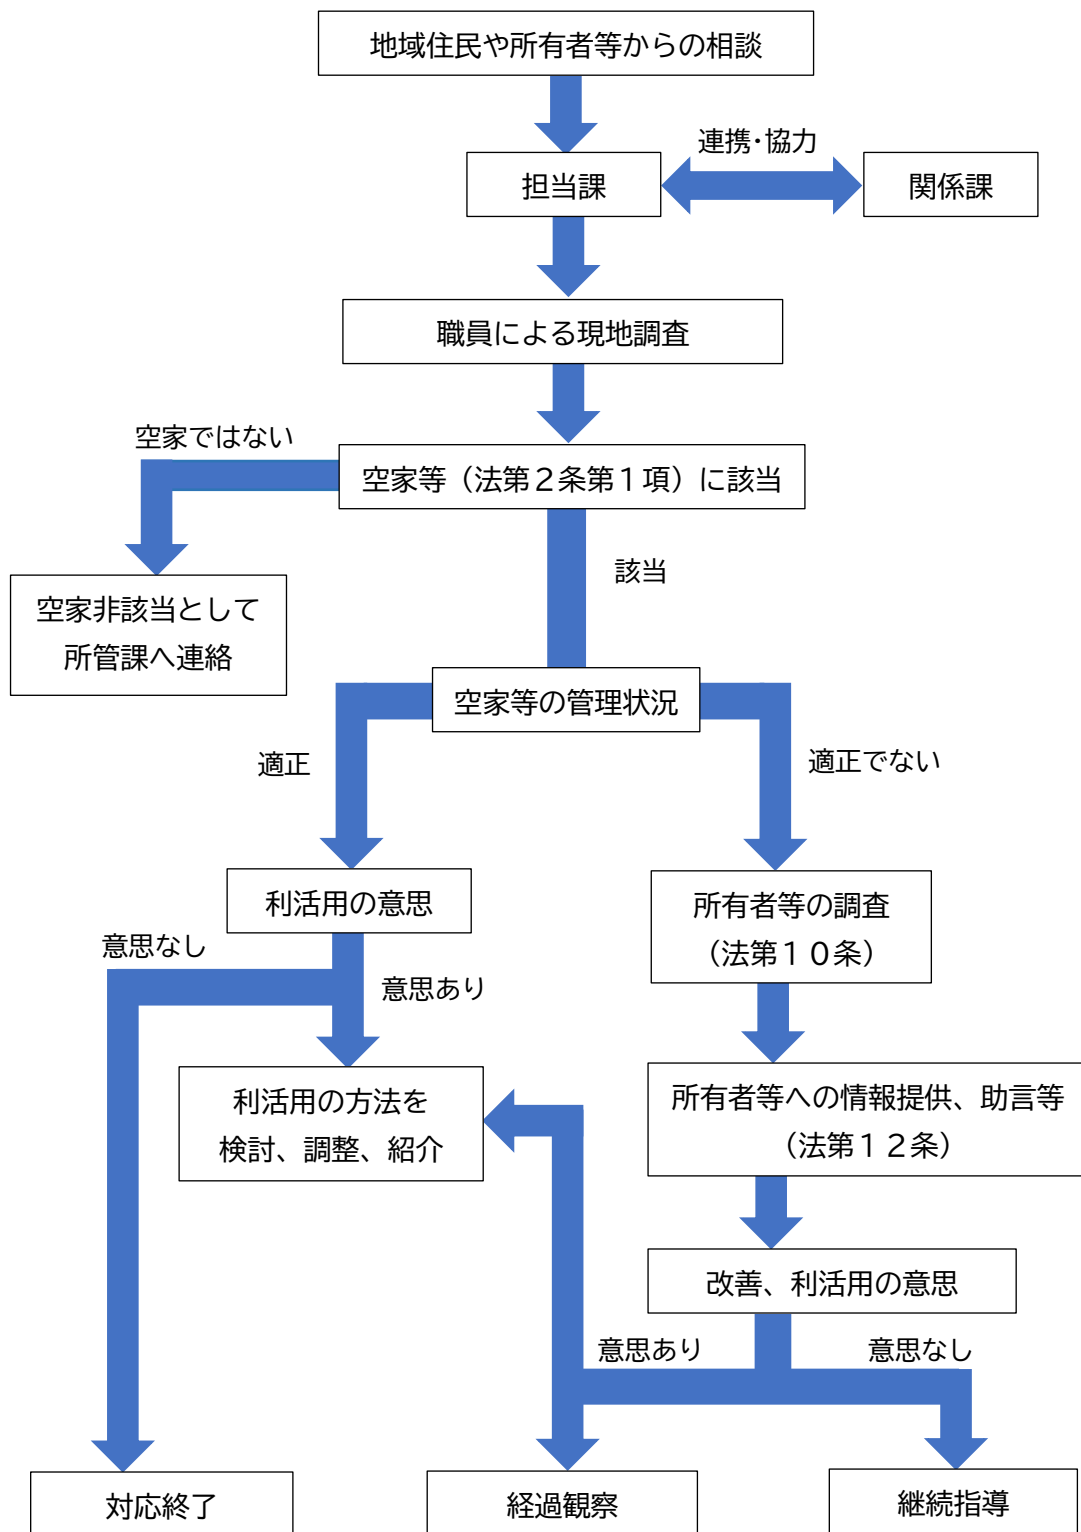 地域住民や所有者等からの相談
連携・協力
担当課
関係課
職員による現地調査
空家ではない
空家等（法第２条第１項）に該当
該当
空家非該当として
所管課へ連絡
空家等の管理状況
適正
適正でない
利活用の意思
所有者等の調査
（法第１０条）
意思なし
意思あり
利活用の方法を
検討、調整、紹介
所有者等への情報提供、助言等
（法第１２条）
改善、利活用の意思
意思あり
意思なし
対応終了
経過観察
継続指導